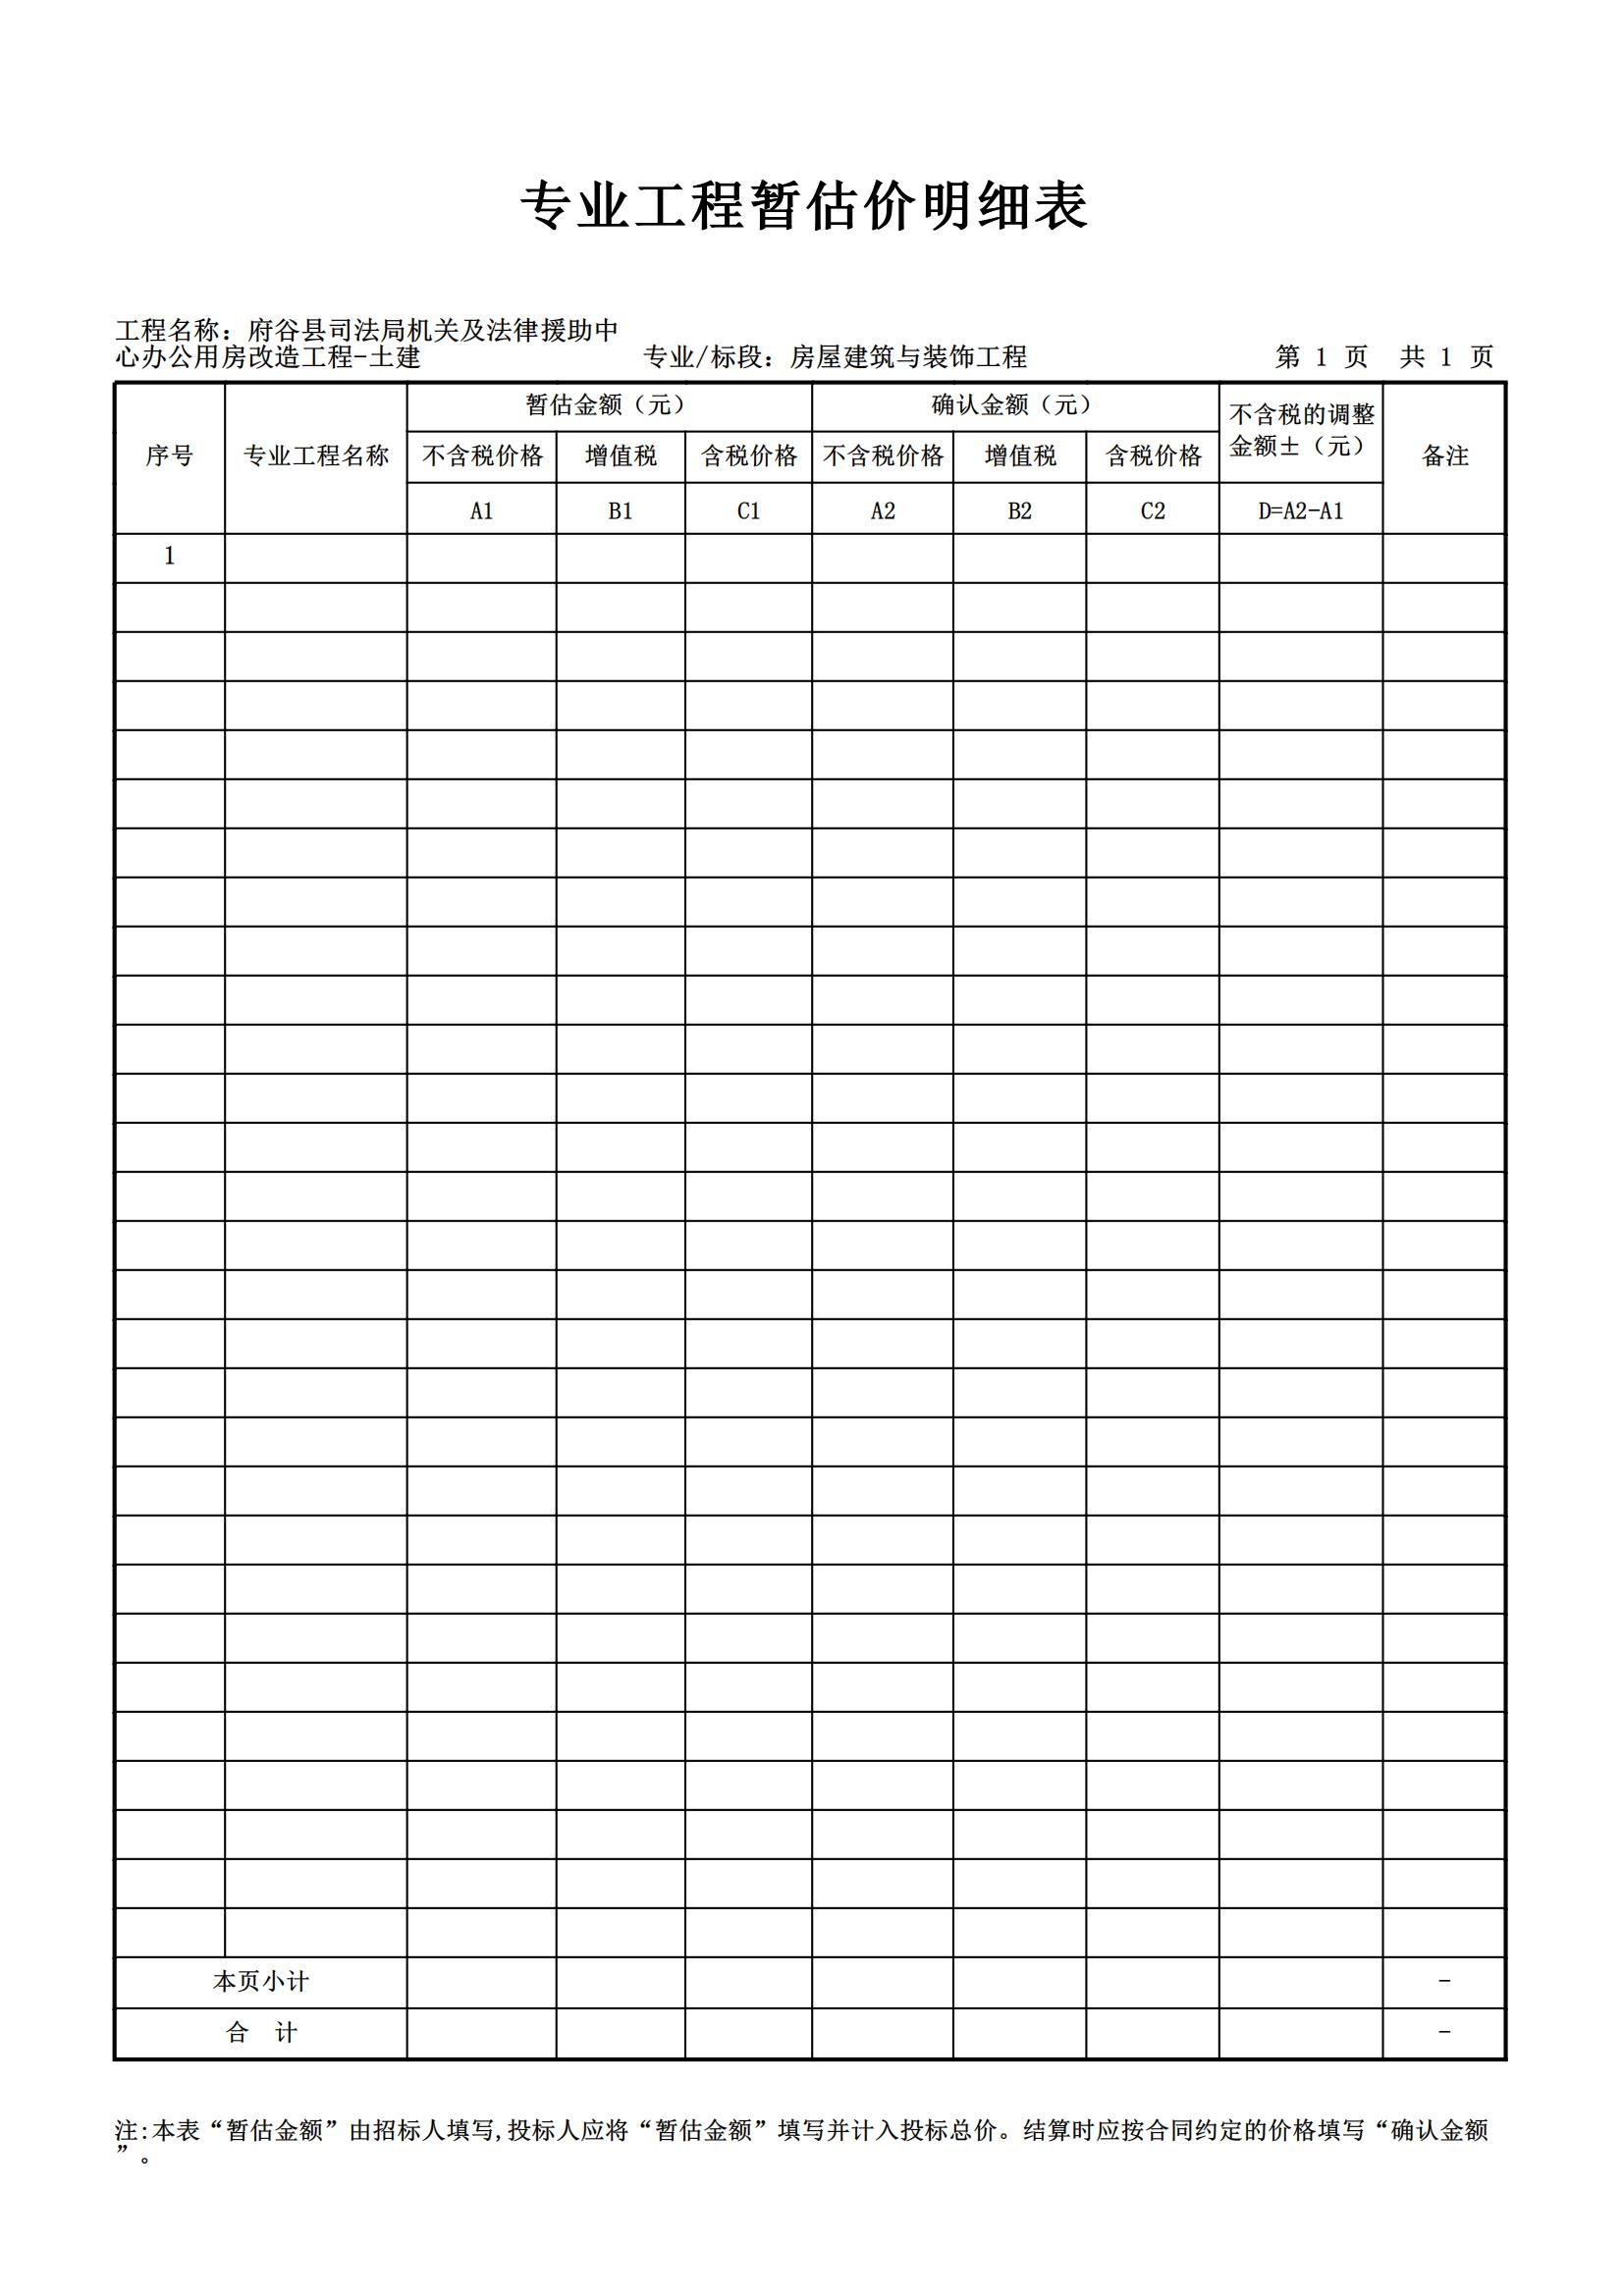 专业工程暂估价明细表
工程名称：府谷县司法局机关及法律援助中
心办公用房改造工程-土建 专业/标段：房屋建筑与装饰工程 第 1 页 共 1 页
序号 专业工程名称 暂估金额（元） 确认金额（元） 不含税的调整 备注
金额±（元）
不含税价格 增值税 含税价格 不含税价格 增值税 含税价格
A1 B1 C1 A2 B2 C2 D=A2-A1
1
本页小计 -
合 计 -
注:本表“暂估金额”由招标人填写,投标人应将“暂估金额”填写并计入投标总价。结算时应按合同约定的价格填写“确认金额
”。